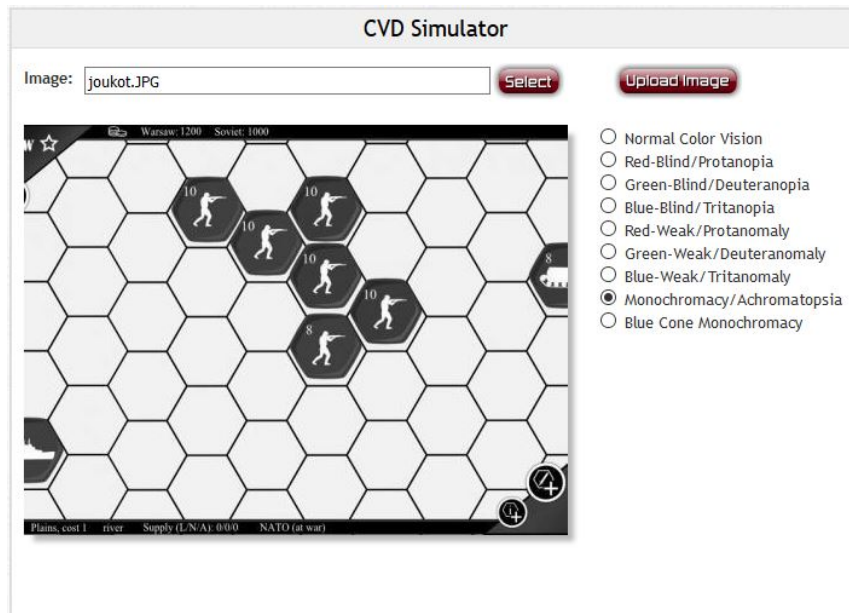 CVD Simulator
Image: joukot.JPG Select Upload Image
W Warsaw: 1200 Soviet: 1000
10 10
10
10 8
10
8
Normal Color Vision
Red-Blind/Protanopia
Green-Blind/Deuteranopia
Blue-Blind/Tritanopia
Red-Weak/Protanomaly
Green-Weak/Deuteranomaly
Blue-Weak/Tritanomaly
Monochromacy/Achromatopsia
Blue Cone Monochromacy
Plains, cost 1 river Supply (L/N/A): 0/0/0 NATO (at war)